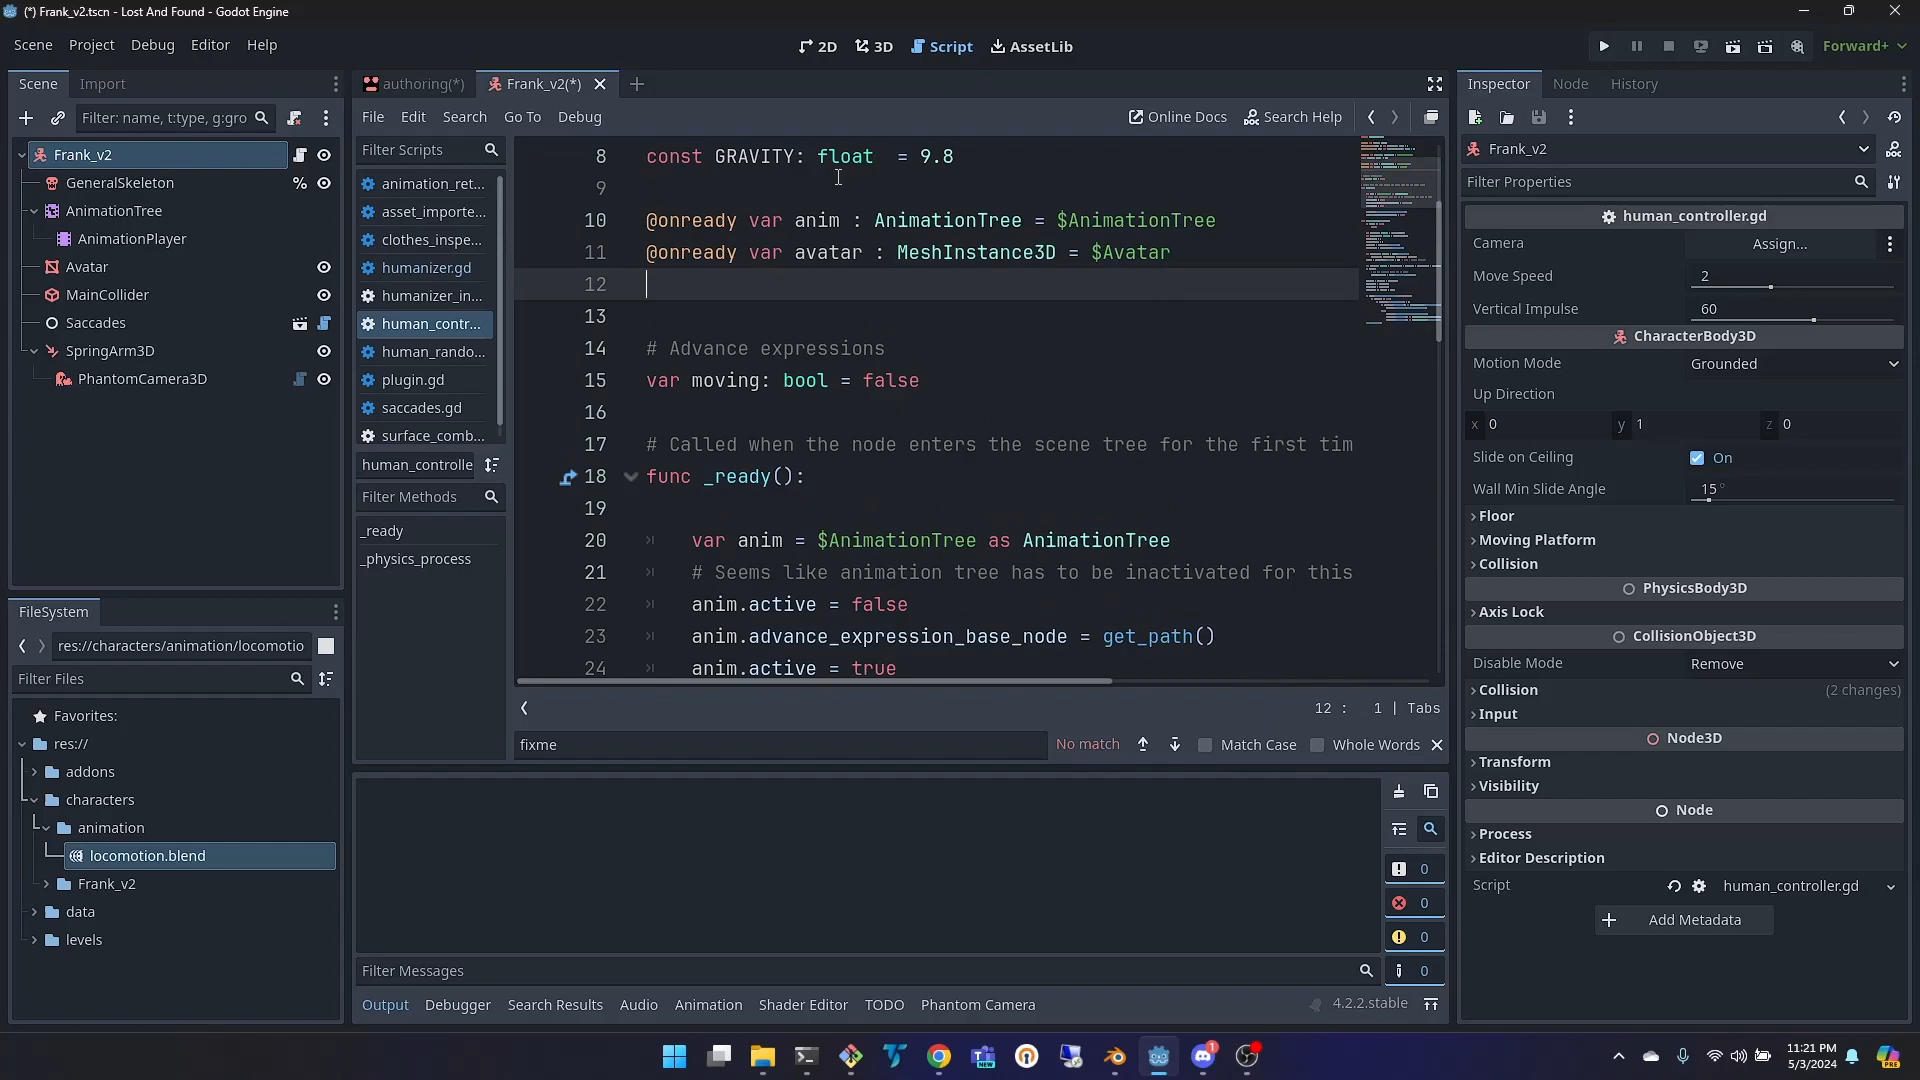 (*) Frank_v2.tscn - Lost And Found - Godot Engine
Scene Project Debug Editor Help
2D 3D Script AssetLib
Forward+
Scene Import
Filter: name, t:type, g:gro
Frank_v2
GeneralSkeleton
%
AnimationTree
AnimationPlayer
Avatar
MainCollider
Saccades
SpringArm3D
PhantomCamera3D
FileSystem
res://characters/animation/locomotio
Filter Files
Favorites:
res://
addons
characters
animation
locomotion.blend
Frank_v2
data
levels
authoring(*) Frank_v2(*)
File Edit Search Go To Debug
Online Docs Search Help
Filter Scripts
animation_ret...
asset_importe...
clothes_inspe...
humanizer.gd
humanizer_in...
human_contr...
human_rando...
plugin.gd
saccades.gd
surface_comb...
human_controlle
Filter Methods
_ready
_physics_process
8 const GRAVITY: float = 9.8
9
10 @onready var anim : AnimationTree = $AnimationTree
11 @onready var avatar : MeshInstance3D = $Avatar
12
13
14 # Advance expressions
15 var moving: bool = false
16
17 # Called when the node enters the scene tree for the first tim
18 func _ready():
19
20 var anim = $AnimationTree as AnimationTree
21 # Seems like animation tree has to be inactivated for this
22 anim.active = false
23 anim.advance_expression_base_node = get_path()
24 anim.active = true
12 : 1 | Tabs
fixme
No match Match Case Whole Words
0
0
0
0
Filter Messages
Output Debugger Search Results Audio Animation Shader Editor TODO Phantom Camera
4.2.2.stable
Inspector Node History
Frank_v2
Filter Properties
human_controller.gd
Camera Assign...
Move Speed 2
Vertical Impulse 60
CharacterBody3D
Motion Mode Grounded
Up Direction
x 0 y 1 z 0
Slide on Ceiling On
Wall Min Slide Angle 15°
Floor
Moving Platform
Collision
PhysicsBody3D
Axis Lock
CollisionObject3D
Disable Mode Remove
Collision (2 changes)
Input
Node3D
Transform
Visibility
Node
Process
Editor Description
Script human_controller.gd
Add Metadata
NEW
1
11:21 PM
5/3/2024
PRE